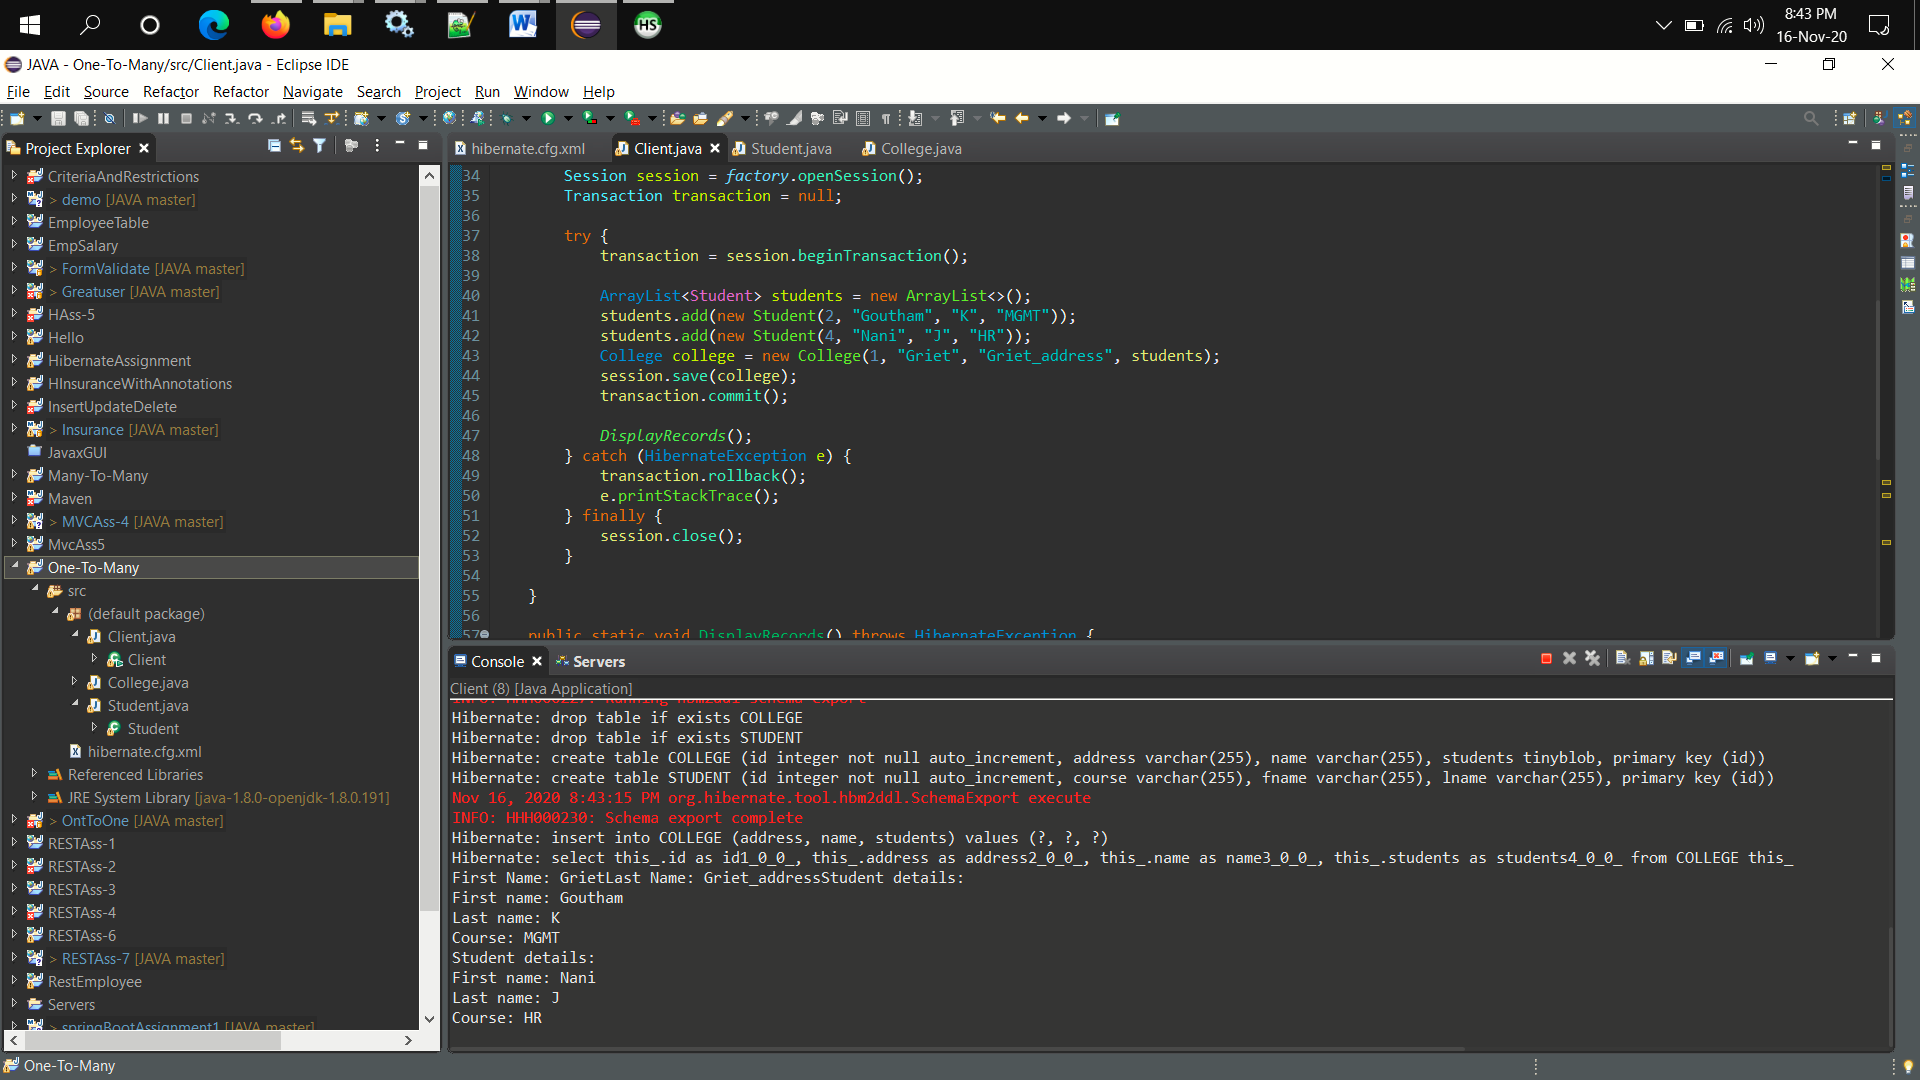 8:43 PM
16-Nov-20
JAVA - One-To-Many/src/Client.java - Eclipse IDE
File Edit Source Refactor Refactor Navigate Search Project Run Window Help
Project Explorer
CriteriaAndRestrictions
> demo [JAVA master]
EmployeeTable
EmpSalary
> FormValidate [JAVA master]
> Greatuser [JAVA master]
HAss-5
Hello
HibernateAssignment
HInsuranceWithAnnotations
InsertUpdateDelete
> Insurance [JAVA master]
JavaxGUI
Many-To-Many
Maven
> MVCAss-4 [JAVA master]
MvcAss5
One-To-Many
src
(default package)
Client.java
Client
College.java
Student.java
Student
hibernate.cfg.xml
Referenced Libraries
JRE System Library [java-1.8.0-openjdk-1.8.0.191]
> OntToOne [JAVA master]
RESTAss-1
RESTAss-2
RESTAss-3
RESTAss-4
RESTAss-6
> RESTAss-7 [JAVA master]
RestEmployee
Servers
> springBootAssignment1 [JAVA master]
hibernate.cfg.xml Client.java Student.java College.java
34 Session session = factory.openSession();
35 Transaction transaction = null;
36
37 try {
38 transaction = session.beginTransaction();
39
40 ArrayList<Student> students = new ArrayList<>();
41 students.add(new Student(2, "Goutham", "K", "MGMT"));
42 students.add(new Student(4, "Nani", "J", "HR"));
43 College college = new College(1, "Griet", "Griet_address", students);
44 session.save(college);
45 transaction.commit();
46
47 DisplayRecords();
48 } catch (HibernateException e) {
49 transaction.rollback();
50 e.printStackTrace();
51 } finally {
52 session.close();
53 }
54
55 }
56
57 public static void DisplayRecords() throws HibernateException {
Console Servers
Client (8) [Java Application]
INFO: HHH000227: Running hbm2ddl schema export
Hibernate: drop table if exists COLLEGE
Hibernate: drop table if exists STUDENT
Hibernate: create table COLLEGE (id integer not null auto_increment, address varchar(255), name varchar(255), students tinyblob, primary key (id))
Hibernate: create table STUDENT (id integer not null auto_increment, course varchar(255), fname varchar(255), lname varchar(255), primary key (id))
Nov 16, 2020 8:43:15 PM org.hibernate.tool.hbm2ddl.SchemaExport execute
INFO: HHH000230: Schema export complete
Hibernate: insert into COLLEGE (address, name, students) values (?, ?, ?)
Hibernate: select this_.id as id1_0_0_, this_.address as address2_0_0_, this_.name as name3_0_0_, this_.students as students4_0_0_ from COLLEGE this_
First Name: GrietLast Name: Griet_addressStudent details:
First name: Goutham
Last name: K
Course: MGMT
Student details:
First name: Nani
Last name: J
Course: HR
One-To-Many